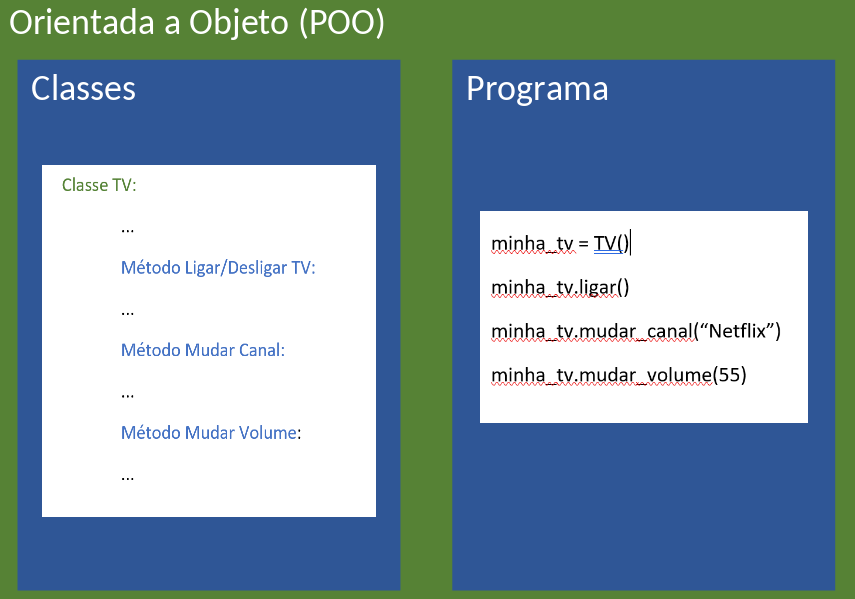 Orientada a Objeto (POO)
Classes
Classe TV:
...
Método Ligar/Desligar TV:
...
Método Mudar Canal:
...
Método Mudar Volume:
...
Programa
minha_tv = TV()
minha_tv.ligar()
minha_tv.mudar_canal(“Netflix”)
minha_tv.mudar_volume(55)